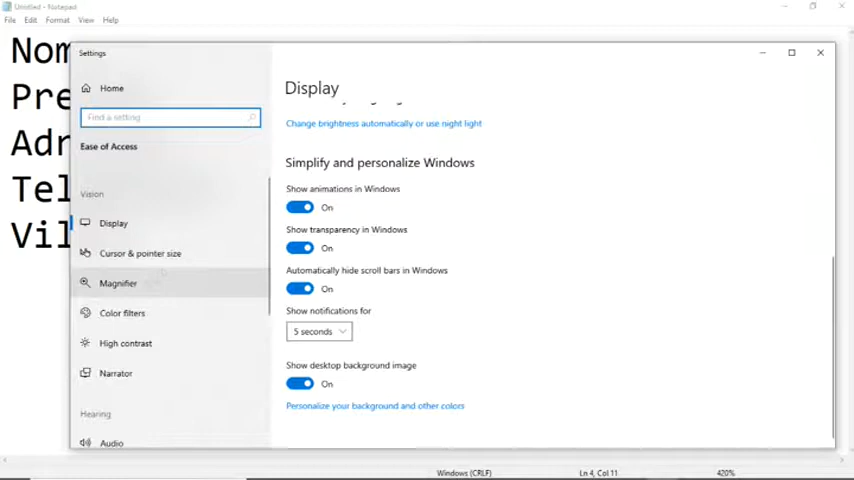 Untitled - Notepad
File Edit Format View Help
Nom
Pre
Adr
Tel
Vil
Settings
Home
Find a setting
Ease of Access
Vision
Display
Cursor & pointer size
Magnifier
Color filters
High contrast
Narrator
Hearing
Audio
Display
Change brightness automatically or use night light
Simplify and personalize Windows
Show animations in Windows
On
Show transparency in Windows
On
Automatically hide scroll bars in Windows
On
Show notifications for
5 seconds
Show desktop background image
On
Personalize your background and other colors
Windows (CRLF) Ln 4, Col 11 420%